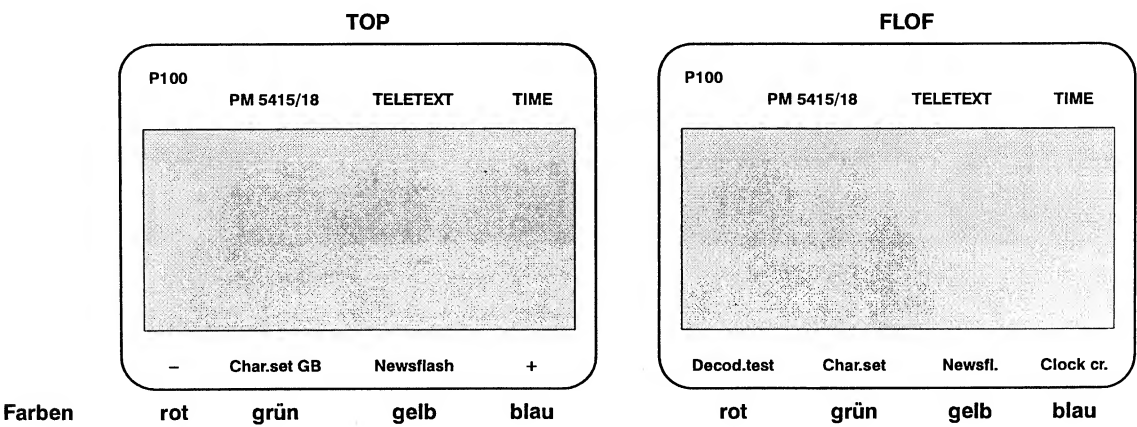 TOP FLOF
P100 P100
PM 5415/18 TELETEXT TIME PM 5415/18 TELETEXT TIME
– Char.set GB Newsflash + Decod.test Char.set Newsfl. Clock cr.
Farben rot grün gelb blau rot grün gelb blau